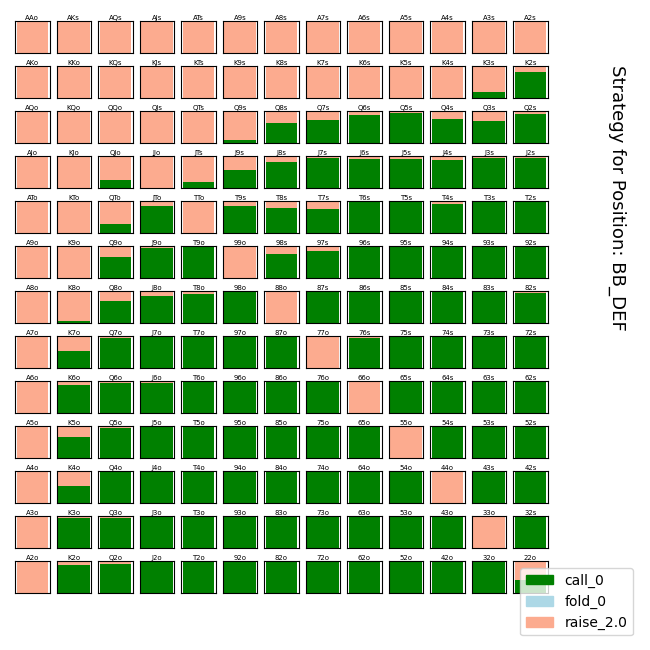 AAo AKs AQs AJs ATs A9s A8s A7s A6s A5s A4s A3s A2s
AKo KKo KQs KJs KTs K9s K8s K7s K6s K5s K4s K3s K2s
AQo KQo QQo QJs QTs Q9s Q8s Q7s Q6s Q5s Q4s Q3s Q2s
AJo KJo QJo JJo JTs J9s J8s J7s J6s J5s J4s J3s J2s
ATo KTo QTo JTo TTo T9s T8s T7s T6s T5s T4s T3s T2s
A9o K9o Q9o J9o T9o 99o 98s 97s 96s 95s 94s 93s 92s
A8o K8o Q8o J8o T8o 98o 88o 87s 86s 85s 84s 83s 82s
A7o K7o Q7o J7o T7o 97o 87o 77o 76s 75s 74s 73s 72s
A6o K6o Q6o J6o T6o 96o 86o 76o 66o 65s 64s 63s 62s
A5o K5o Q5o J5o T5o 95o 85o 75o 65o 55o 54s 53s 52s
A4o K4o Q4o J4o T4o 94o 84o 74o 64o 54o 44o 43s 42s
A3o K3o Q3o J3o T3o 93o 83o 73o 63o 53o 43o 33o 32s
A2o K2o Q2o J2o T2o 92o 82o 72o 62o 52o 42o 32o 22o
Strategy for Position: BB_DEF
call_0
fold_0
raise_2.0